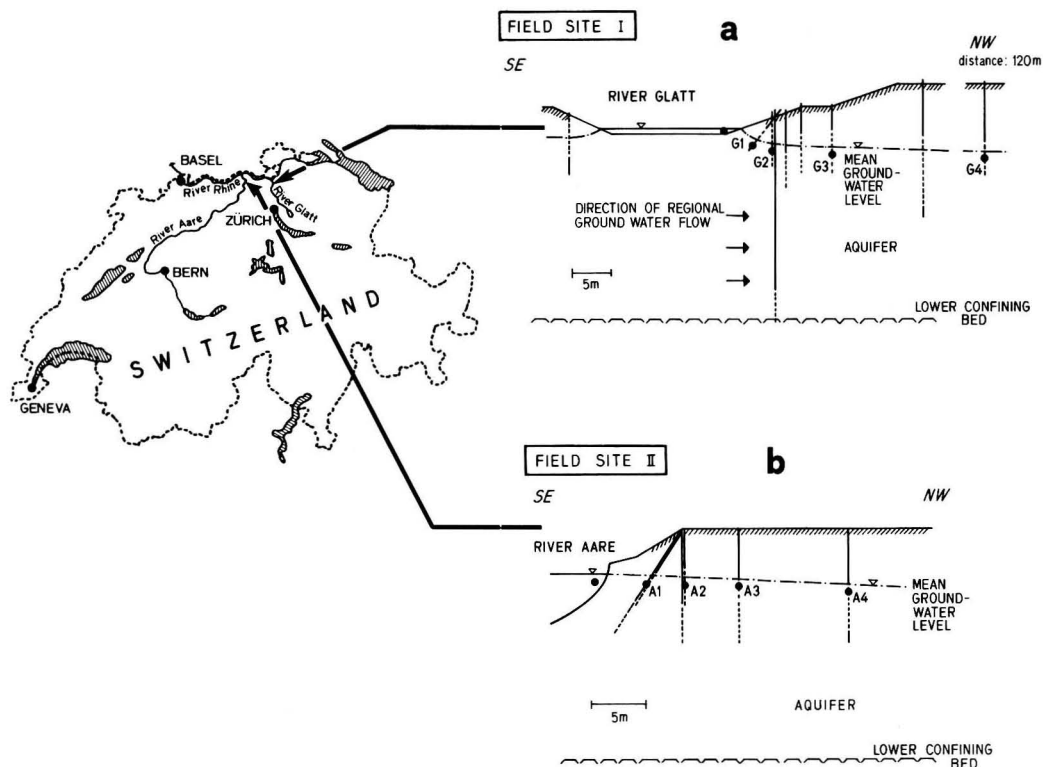 FIELD SITE I
a
SE
NW
distance: 120m
RIVER GLATT
G1
G2
G3
G4
MEAN
GROUND-
WATER
LEVEL
DIRECTION OF REGIONAL
GROUND WATER FLOW
AQUIFER
5m
LOWER CONFINING
BED
BASEL
River Rhine
River Glatt
River Aare
ZÜRICH
BERN
SWITZERLAND
GENEVA
FIELD SITE II
b
SE
NW
RIVER AARE
A1
A2
A3
A4
MEAN
GROUND-
WATER
LEVEL
5m
AQUIFER
LOWER CONFINING
BED